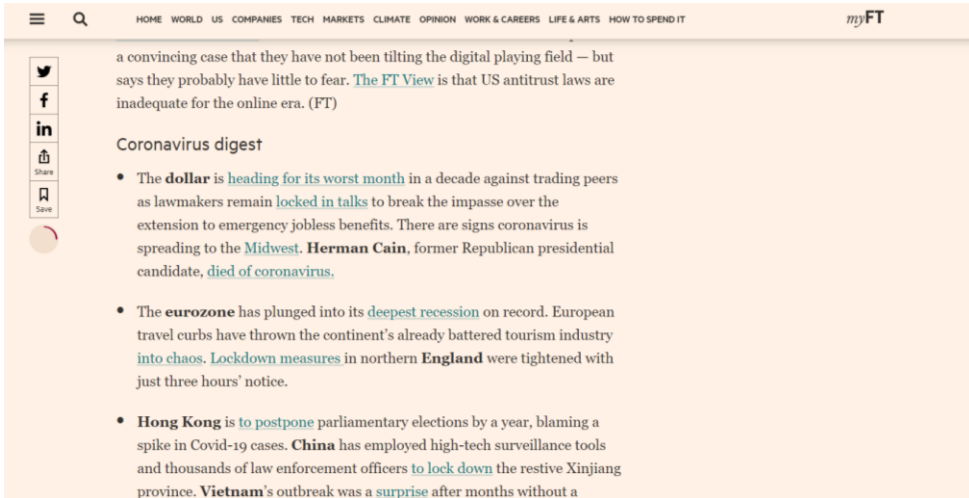 HOME WORLD US COMPANIES TECH MARKETS CLIMATE OPINION WORK & CAREERS LIFE & ARTS HOW TO SPEND IT
myFT
a convincing case that they have not been tilting the digital playing field — but
says they probably have little to fear. The FT View is that US antitrust laws are
inadequate for the online era. (FT)
Share
Save
Coronavirus digest
• The dollar is heading for its worst month in a decade against trading peers
as lawmakers remain locked in talks to break the impasse over the
extension to emergency jobless benefits. There are signs coronavirus is
spreading to the Midwest. Herman Cain, former Republican presidential
candidate, died of coronavirus.
• The eurozone has plunged into its deepest recession on record. European
travel curbs have thrown the continent's already battered tourism industry
into chaos. Lockdown measures in northern England were tightened with
just three hours' notice.
• Hong Kong is to postpone parliamentary elections by a year, blaming a
spike in Covid-19 cases. China has employed high-tech surveillance tools
and thousands of law enforcement officers to lock down the restive Xinjiang
province. Vietnam's outbreak was a surprise after months without a